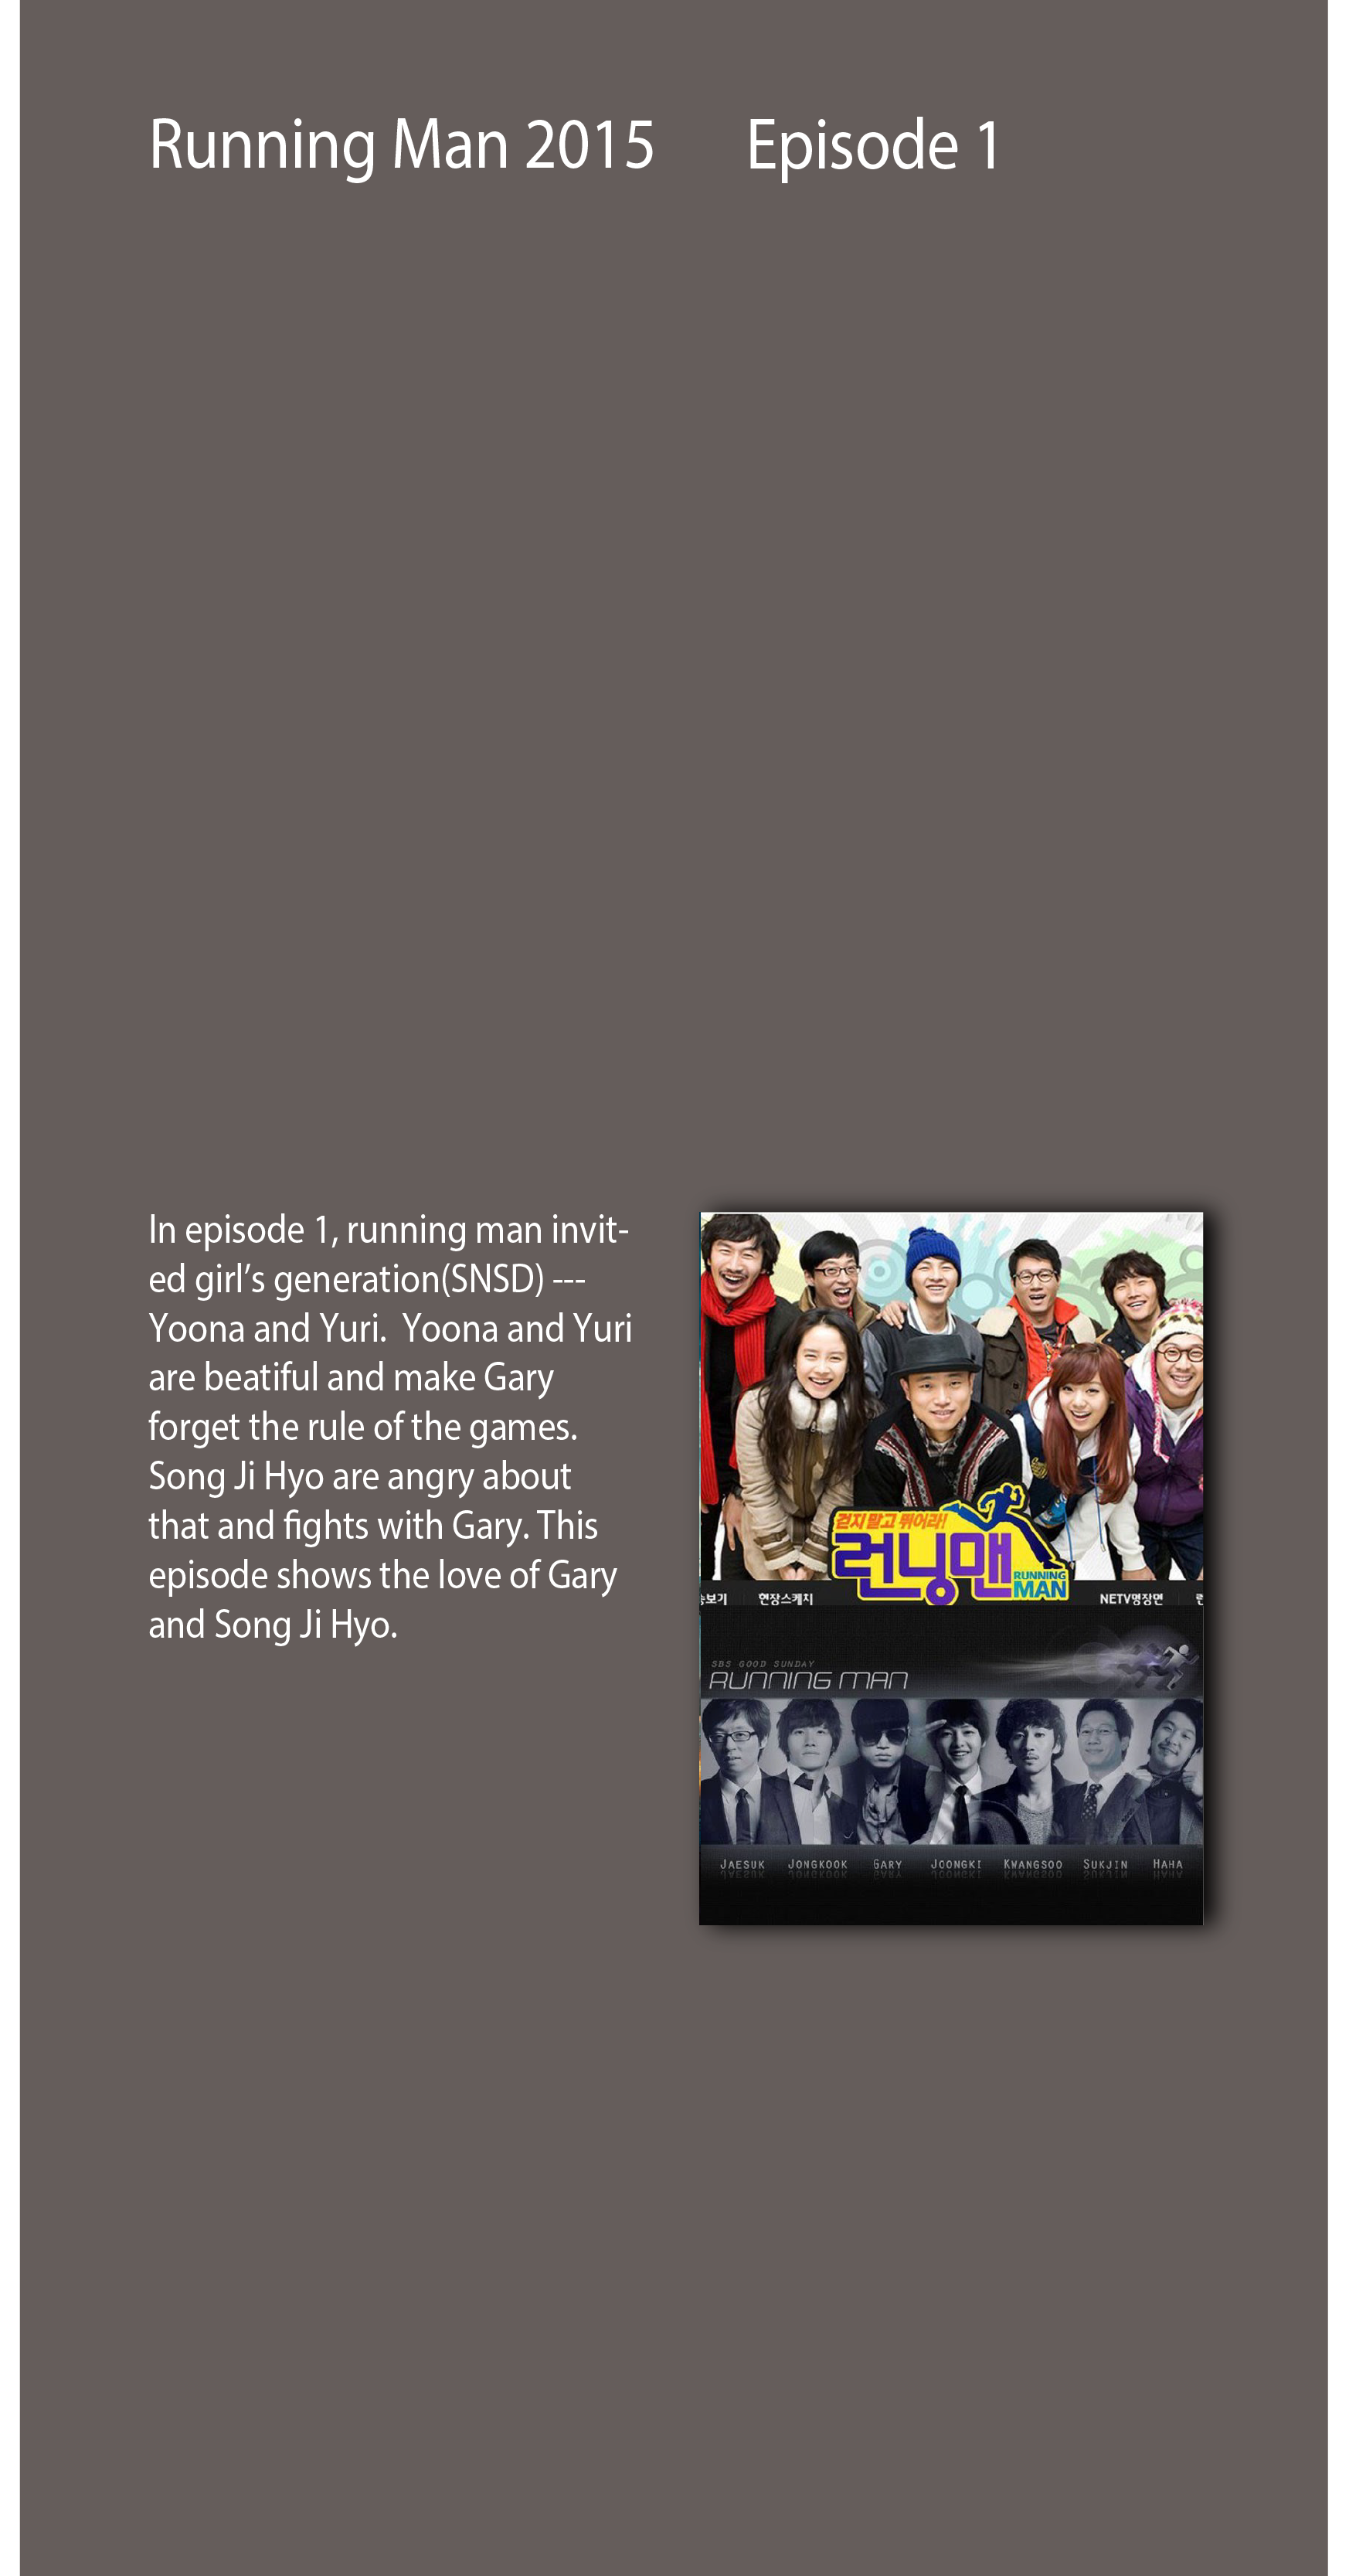 Running Man 2015 Episode 1
In episode 1, running man invit-
ed girl’s generation(SNSD) ---
Yoona and Yuri.  Yoona and Yuri
are beatiful and make Gary
forget the rule of the games.
Song Ji Hyo are angry about
that and fights with Gary. This
episode shows the love of Gary
and Song Ji Hyo.
걷지 말고 뛰어라!
런닝맨
RUNNING
MAN
보기 현장스케치 NETV명장면
SBS GOOD SUNDAY
RUNNING MAN
JAESUK JONGKOOK GARY JOONGKI KWANGSOO SUKJIN HAHA